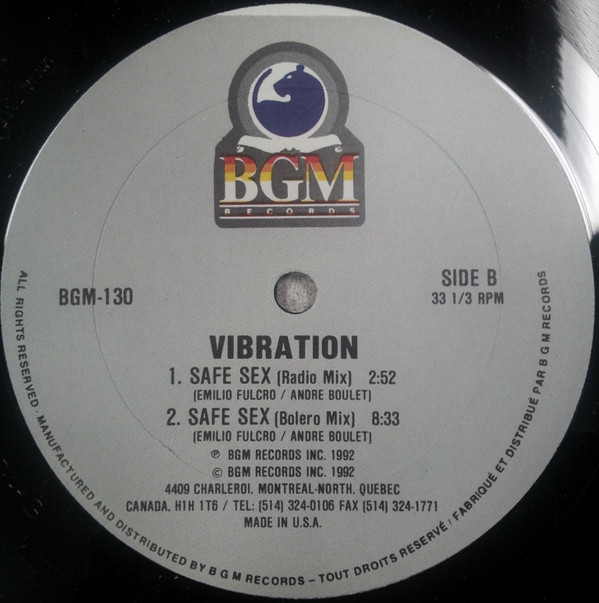 BGM
RECORDS
BGM-130
SIDE B
33 1/3 RPM
VIBRATION
1. SAFE SEX (Radio Mix) 2:52
(EMILIO FULCRO / ANDRE BOULET)
2. SAFE SEX (Bolero Mix) 8:33
(EMILIO FULCRO / ANDRE BOULET)
℗ BGM RECORDS INC. 1992
© BGM RECORDS INC. 1992
4409 CHARLEROI, MONTREAL-NORTH, QUEBEC
CANADA, H1H 1T6 / TEL: (514) 324-0106 FAX (514) 324-1771
MADE IN U.S.A.
ALL RIGHTS RESERVED · MANUFACTURED AND DISTRIBUTED BY B G M RECORDS – TOUT DROITS RESERVÉ / FABRIQUÉ ET DISTRIBUÉ PAR B G M RECORDS